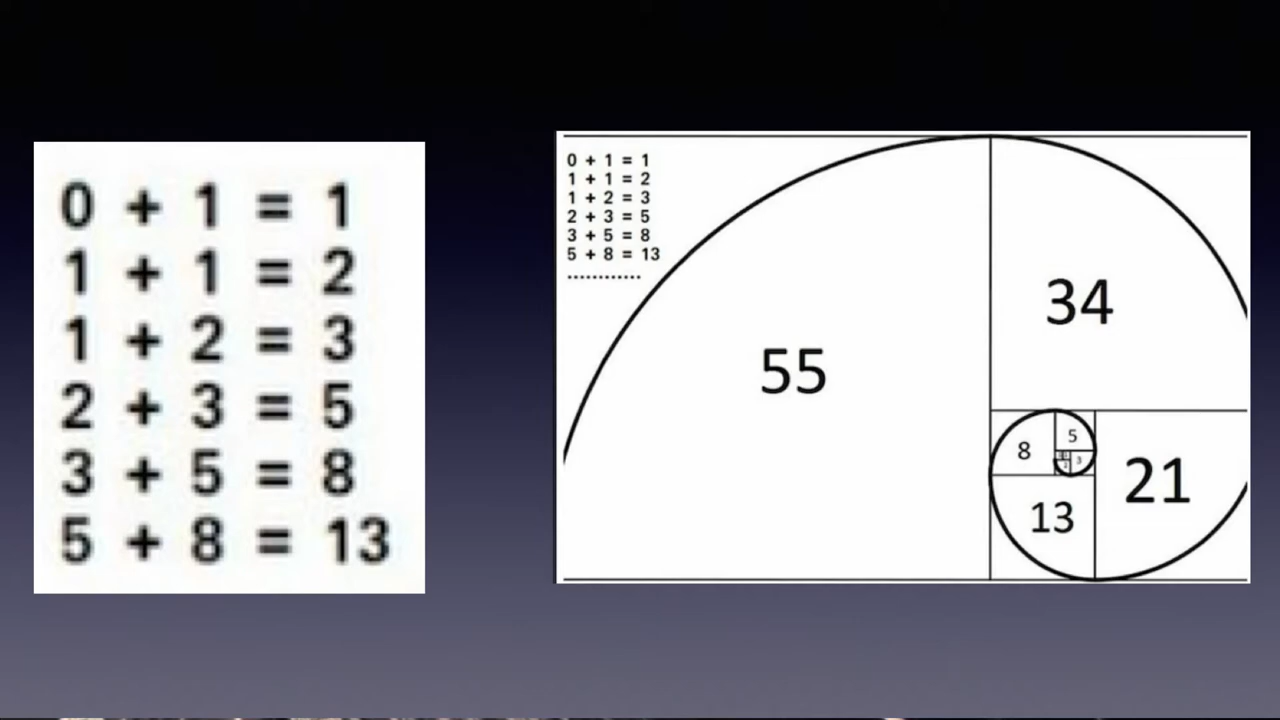 0 + 1 = 1
1 + 1 = 2
1 + 2 = 3
2 + 3 = 5
3 + 5 = 8
5 + 8 = 13
0 + 1 = 1
1 + 1 = 2
1 + 2 = 3
2 + 3 = 5
3 + 5 = 8
5 + 8 = 13
............
55
34
8
5
3
13
21